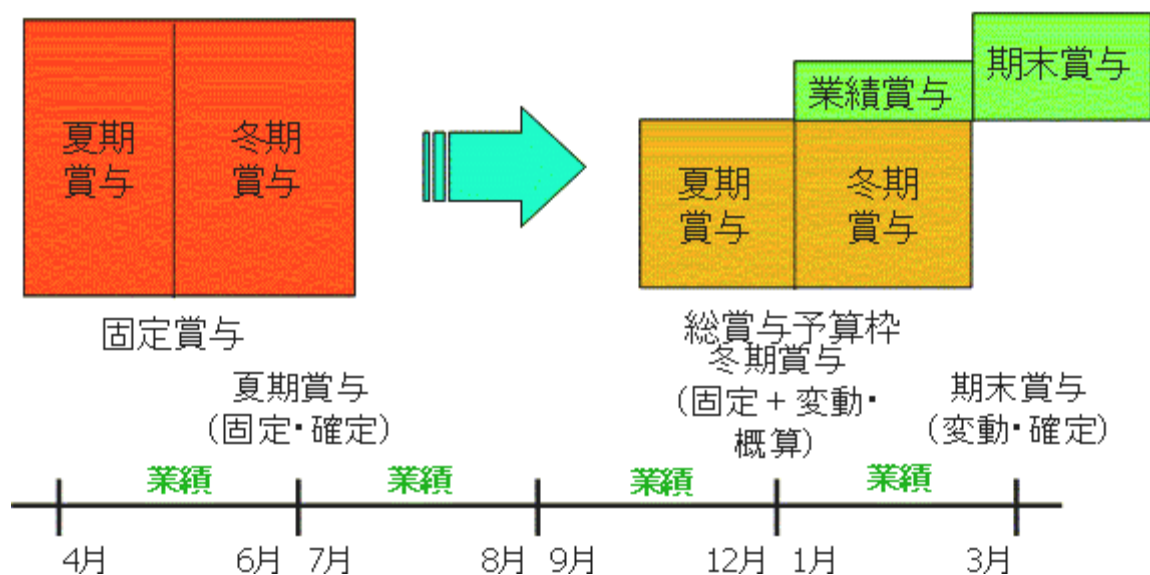 夏期
賞与
冬期
賞与
固定賞与
業績賞与
期末賞与
夏期
賞与
冬期
賞与
総賞与予算枠
夏期賞与
(固定・確定)
冬期賞与
(固定+変動・
概算)
期末賞与
(変動・確定)
業績
業績
業績
業績
4月
6月
7月
8月
9月
12月
1月
3月